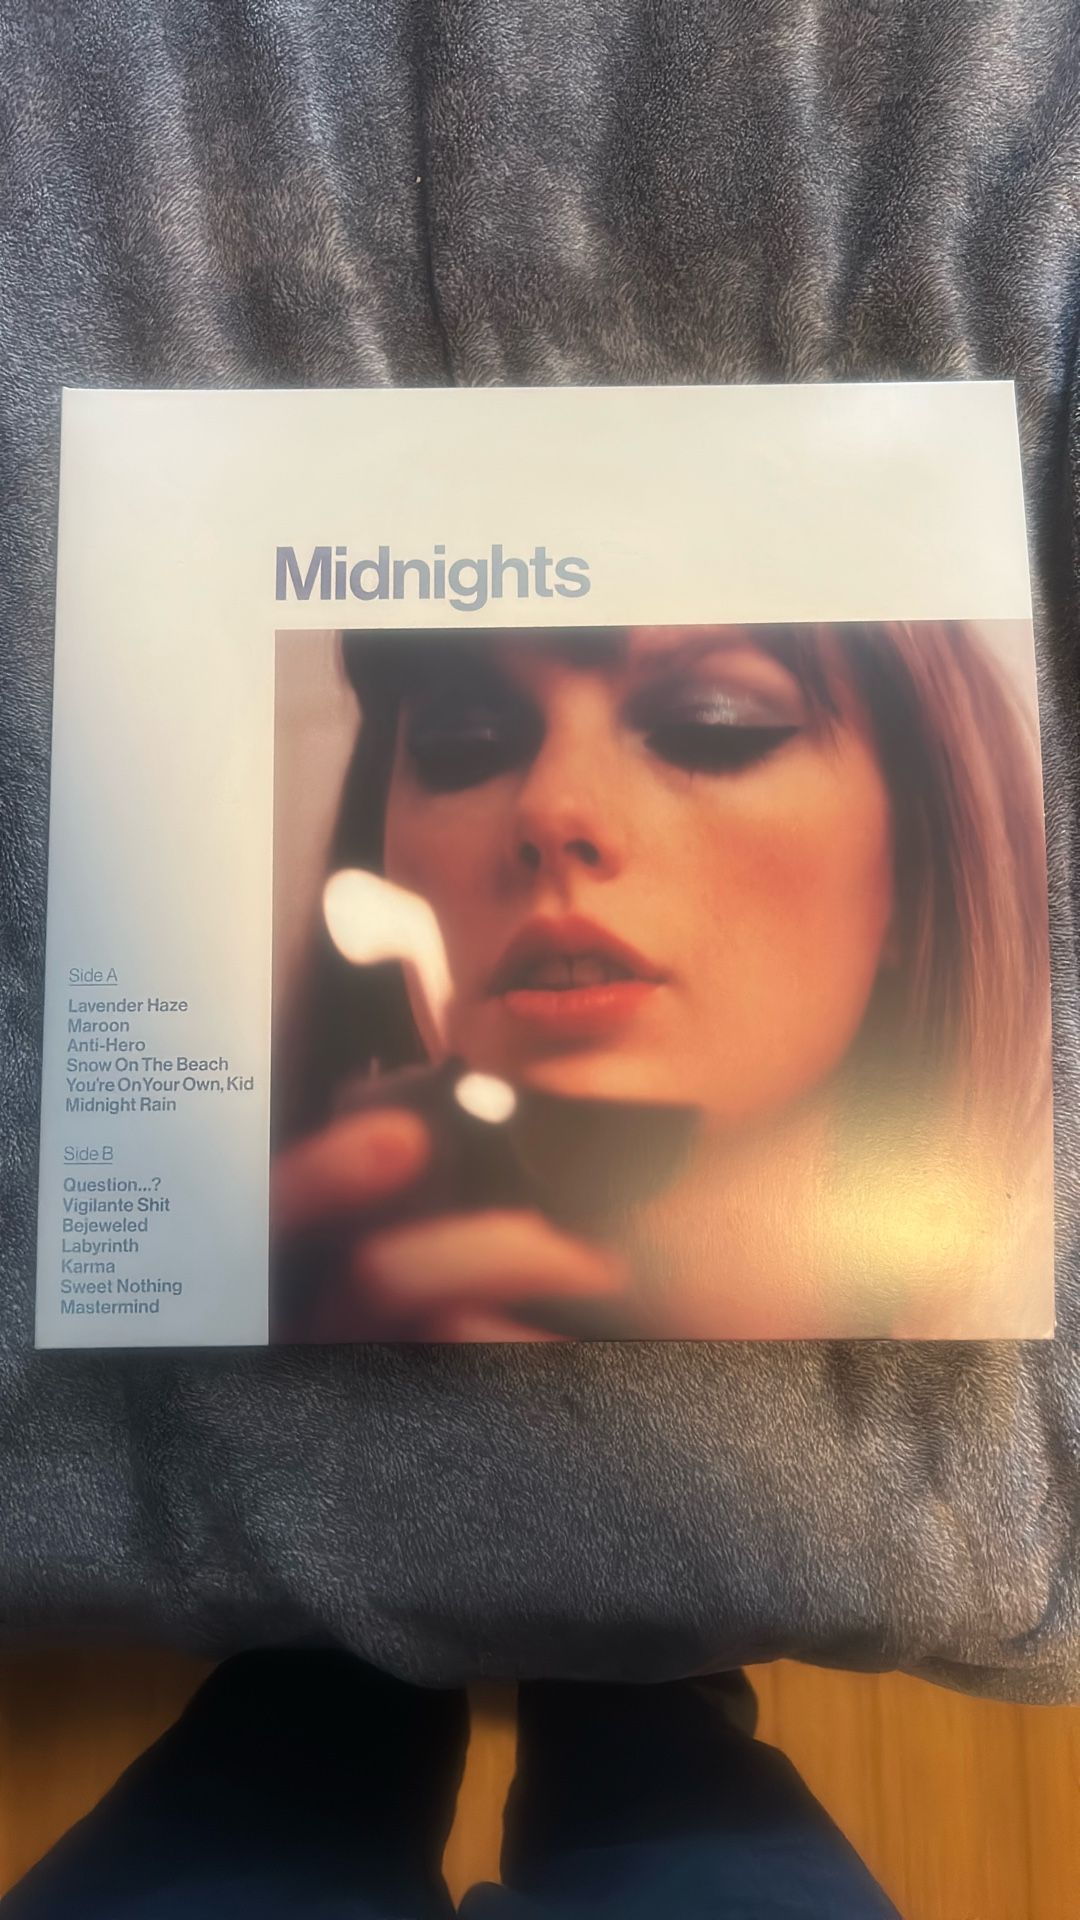 Midnights
Side A
Lavender Haze
Maroon
Anti-Hero
Snow On The Beach
You're On Your Own, Kid
Midnight Rain
Side B
Question...?
Vigilante Shit
Bejeweled
Labyrinth
Karma
Sweet Nothing
Mastermind